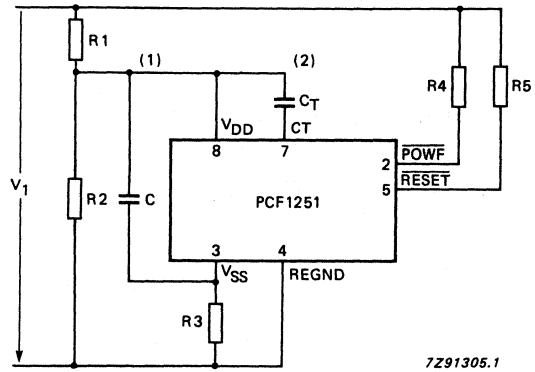 R1
(1)
(2)
CT
R4
R5
VDD
CT
8
7
2
POWF
RESET
5
V1
R2
C
PCF1251
3
4
VSS
REGND
R3
7Z91305.1